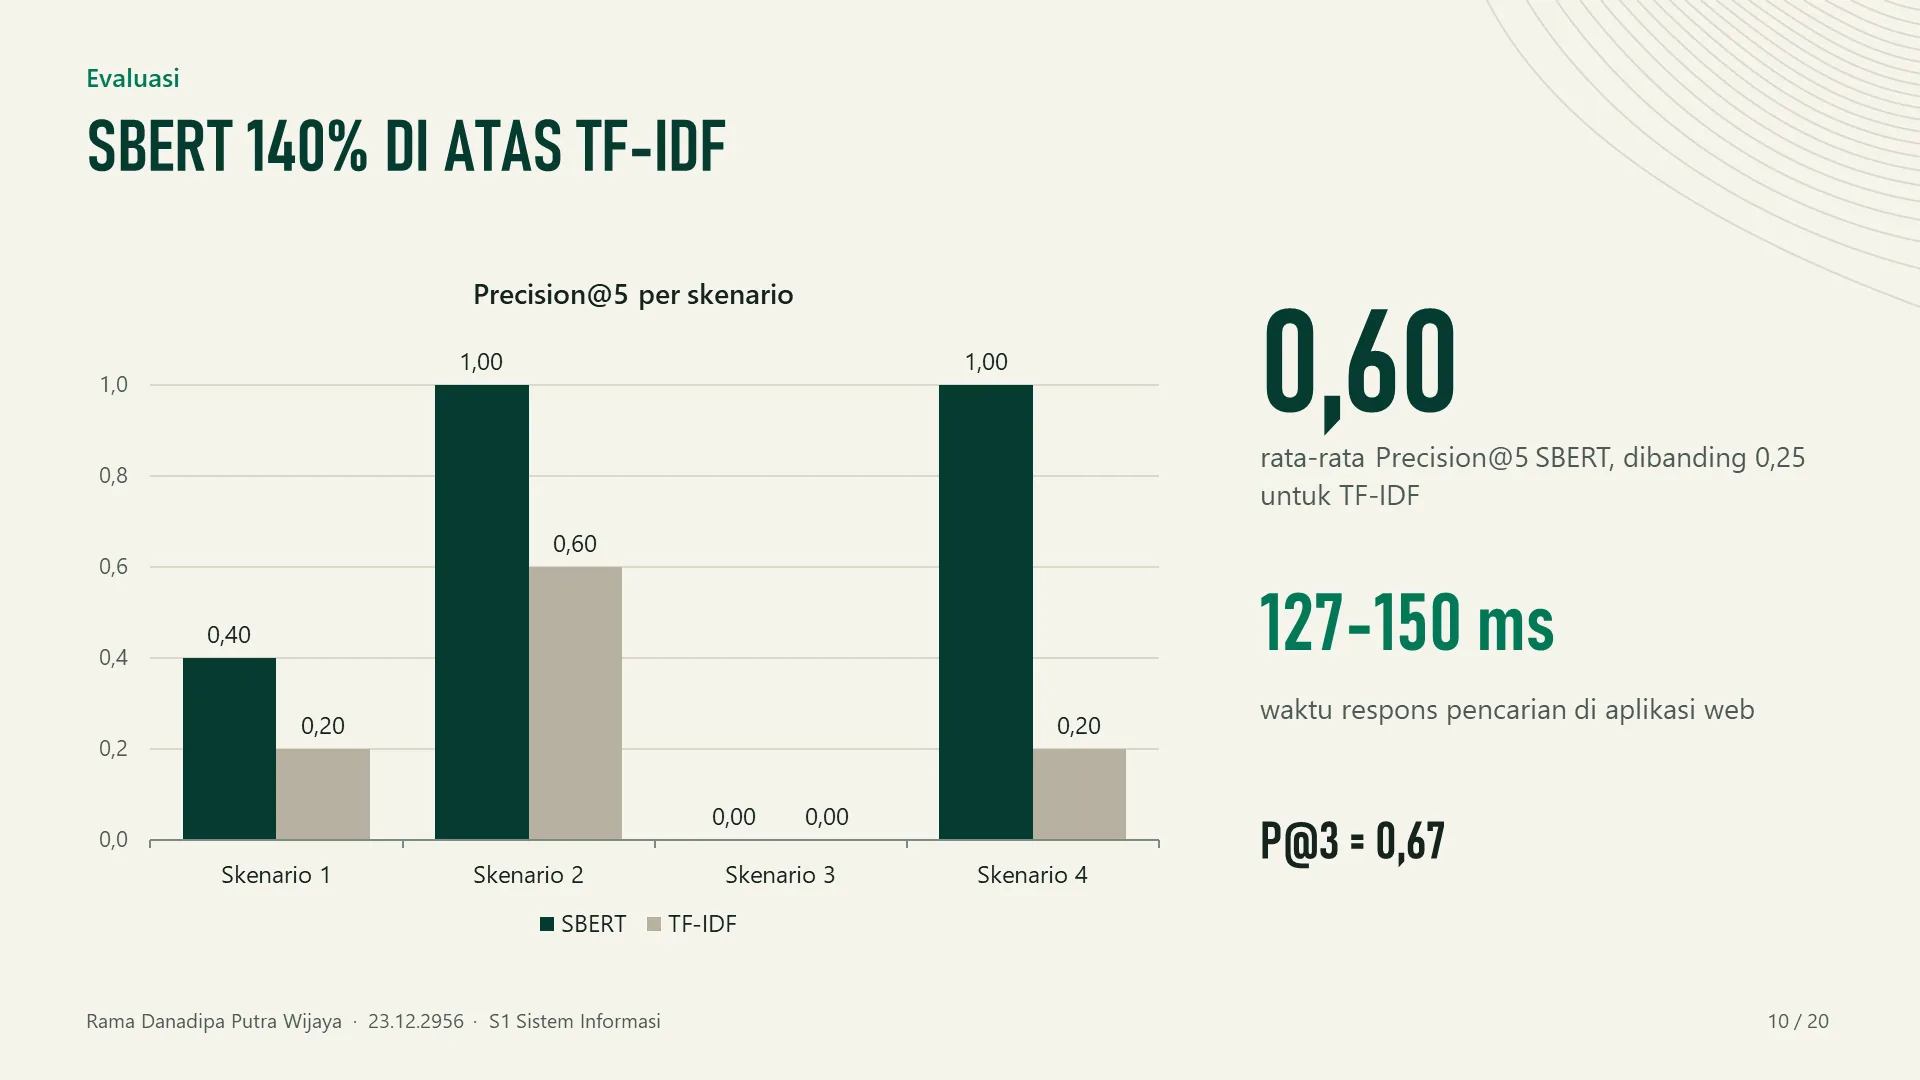 Evaluasi
SBERT 140% DI ATAS TF-IDF
Precision@5 per skenario
1,0
0,8
0,6
0,4
0,2
0,0
0,40
0,20
1,00
0,60
0,00
0,00
1,00
0,20
Skenario 1
Skenario 2
Skenario 3
Skenario 4
SBERT
TF-IDF
0,60
rata-rata Precision@5 SBERT, dibanding 0,25
untuk TF-IDF
127-150 ms
waktu respons pencarian di aplikasi web
P@3 = 0,67
Rama Danadipa Putra Wijaya · 23.12.2956 · S1 Sistem Informasi
10 / 20